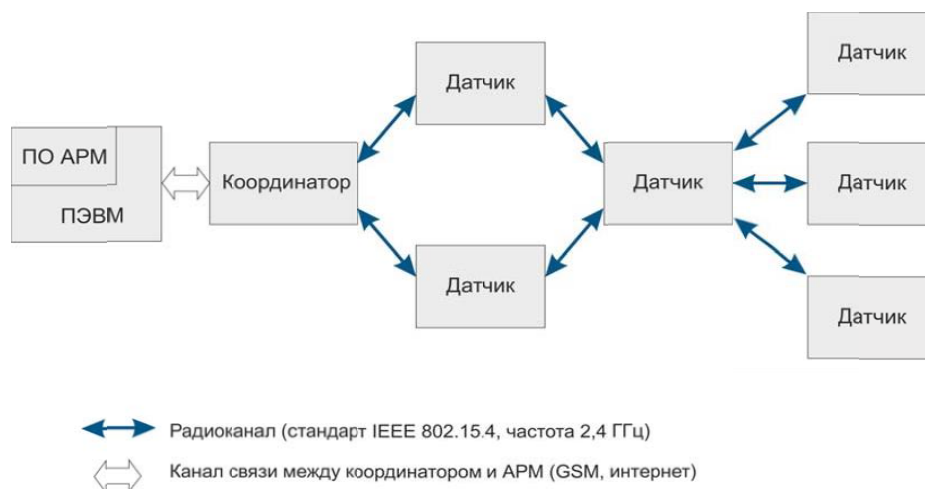 Датчик
Датчик
ПО АРМ
ПЭВМ
Координатор
Датчик
Датчик
Датчик
Датчик
Радиоканал (стандарт IEEE 802.15.4, частота 2,4 ГГц)
Канал связи между координатором и АРМ (GSM, интернет)